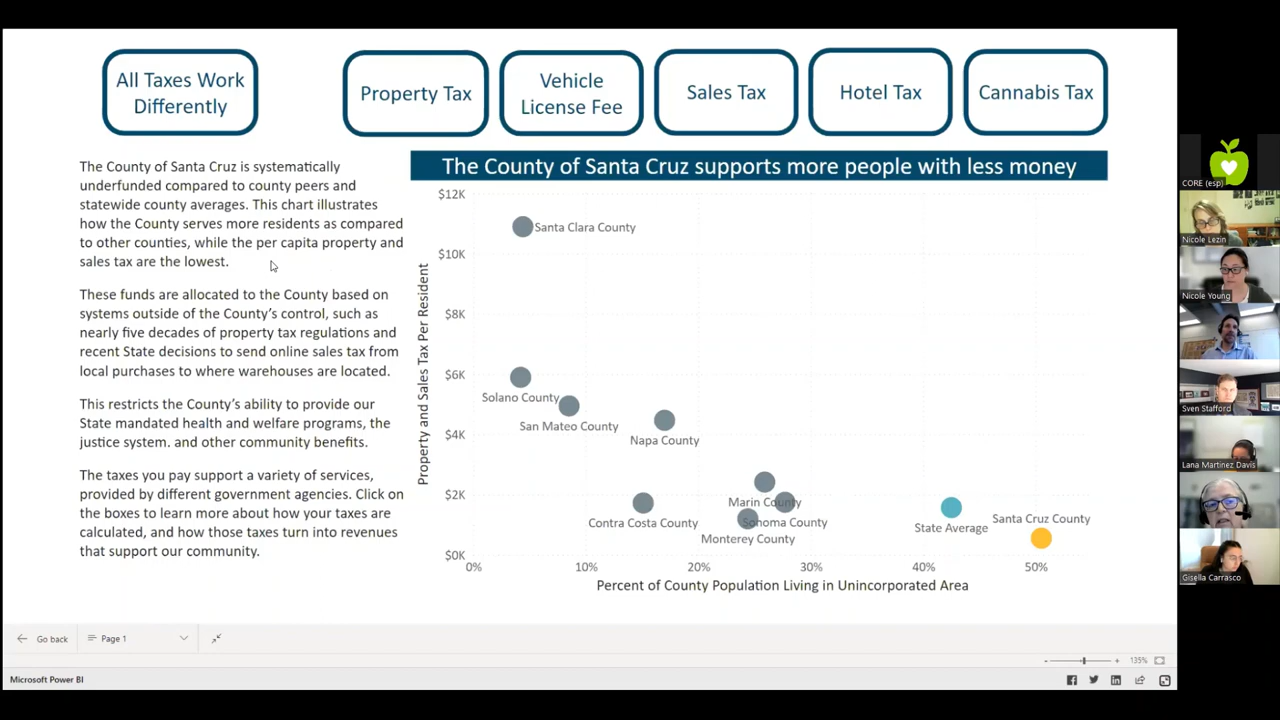 All Taxes Work
Differently
Property Tax
Vehicle
License Fee
Sales Tax
Hotel Tax
Cannabis Tax
The County of Santa Cruz is systematically
underfunded compared to county peers and
statewide county averages. This chart illustrates
how the County serves more residents as compared
to other counties, while the per capita property and
sales tax are the lowest.
These funds are allocated to the County based on
systems outside of the County's control, such as
nearly five decades of property tax regulations and
recent State decisions to send online sales tax from
local purchases to where warehouses are located.
This restricts the County's ability to provide our
State mandated health and welfare programs, the
justice system. and other community benefits.
The taxes you pay support a variety of services,
provided by different government agencies. Click on
the boxes to learn more about how your taxes are
calculated, and how those taxes turn into revenues
that support our community.
The County of Santa Cruz supports more people with less money
Property and Sales Tax Per Resident
$12K
$10K
$8K
$6K
$4K
$2K
$0K
Santa Clara County
Solano County
San Mateo County
Napa County
Marin County
Contra Costa County
Sonoma County
Monterey County
State Average
Santa Cruz County
0%
10%
20%
30%
40%
50%
Percent of County Population Living in Unincorporated Area
Go back
Page 1
- + 135%
Microsoft Power BI
CORE (esp)
Nicole Lezin
Nicole Young
Sven Stafford
Lana Martinez Davis
Gisella Carrasco